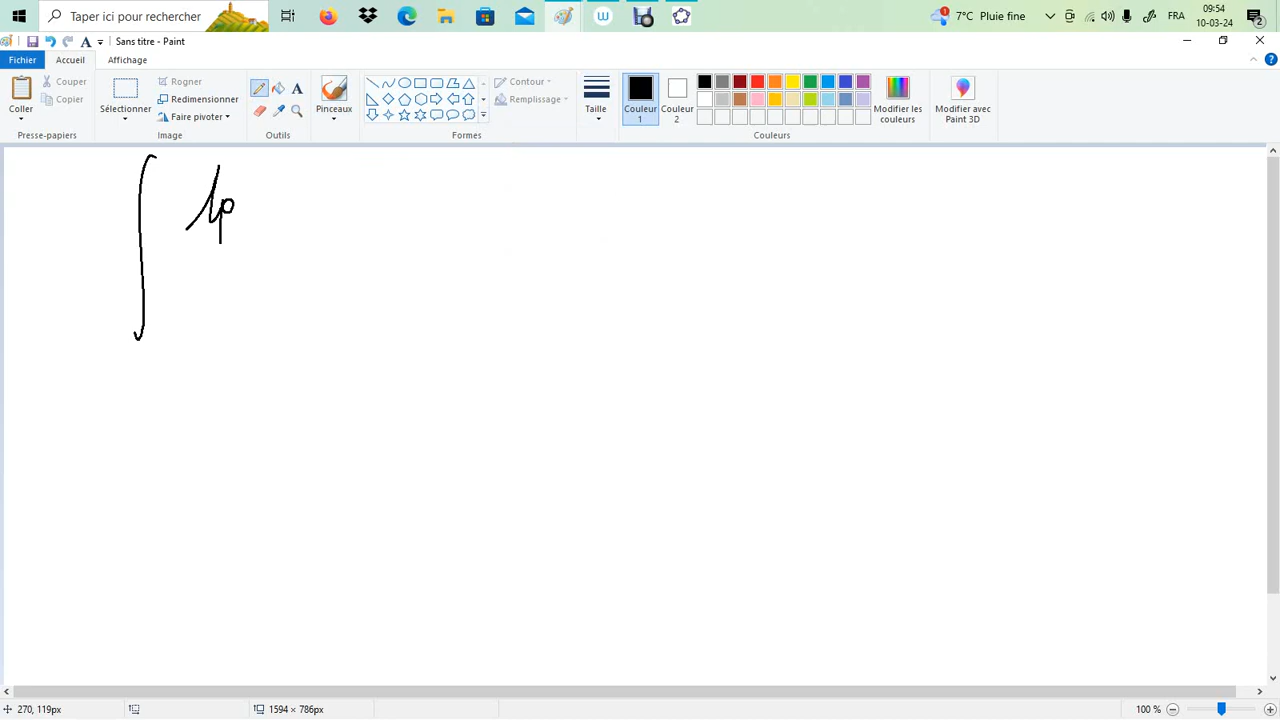 Taper ici pour rechercher
7°C Pluie fine
FRA
09:54
10-03-24
2
Sans titre - Paint
Fichier Accueil Affichage
Coller
Couper
Copier
Presse-papiers
Sélectionner
Rogner
Redimensionner
Faire pivoter
Image
A
Outils
Pinceaux
Contour
Remplissage
Formes
Taille
Couleur 1
Couleur 2
Modifier les couleurs
Couleurs
Modifier avec Paint 3D
∫
270, 119px
1594 × 786px
100 %